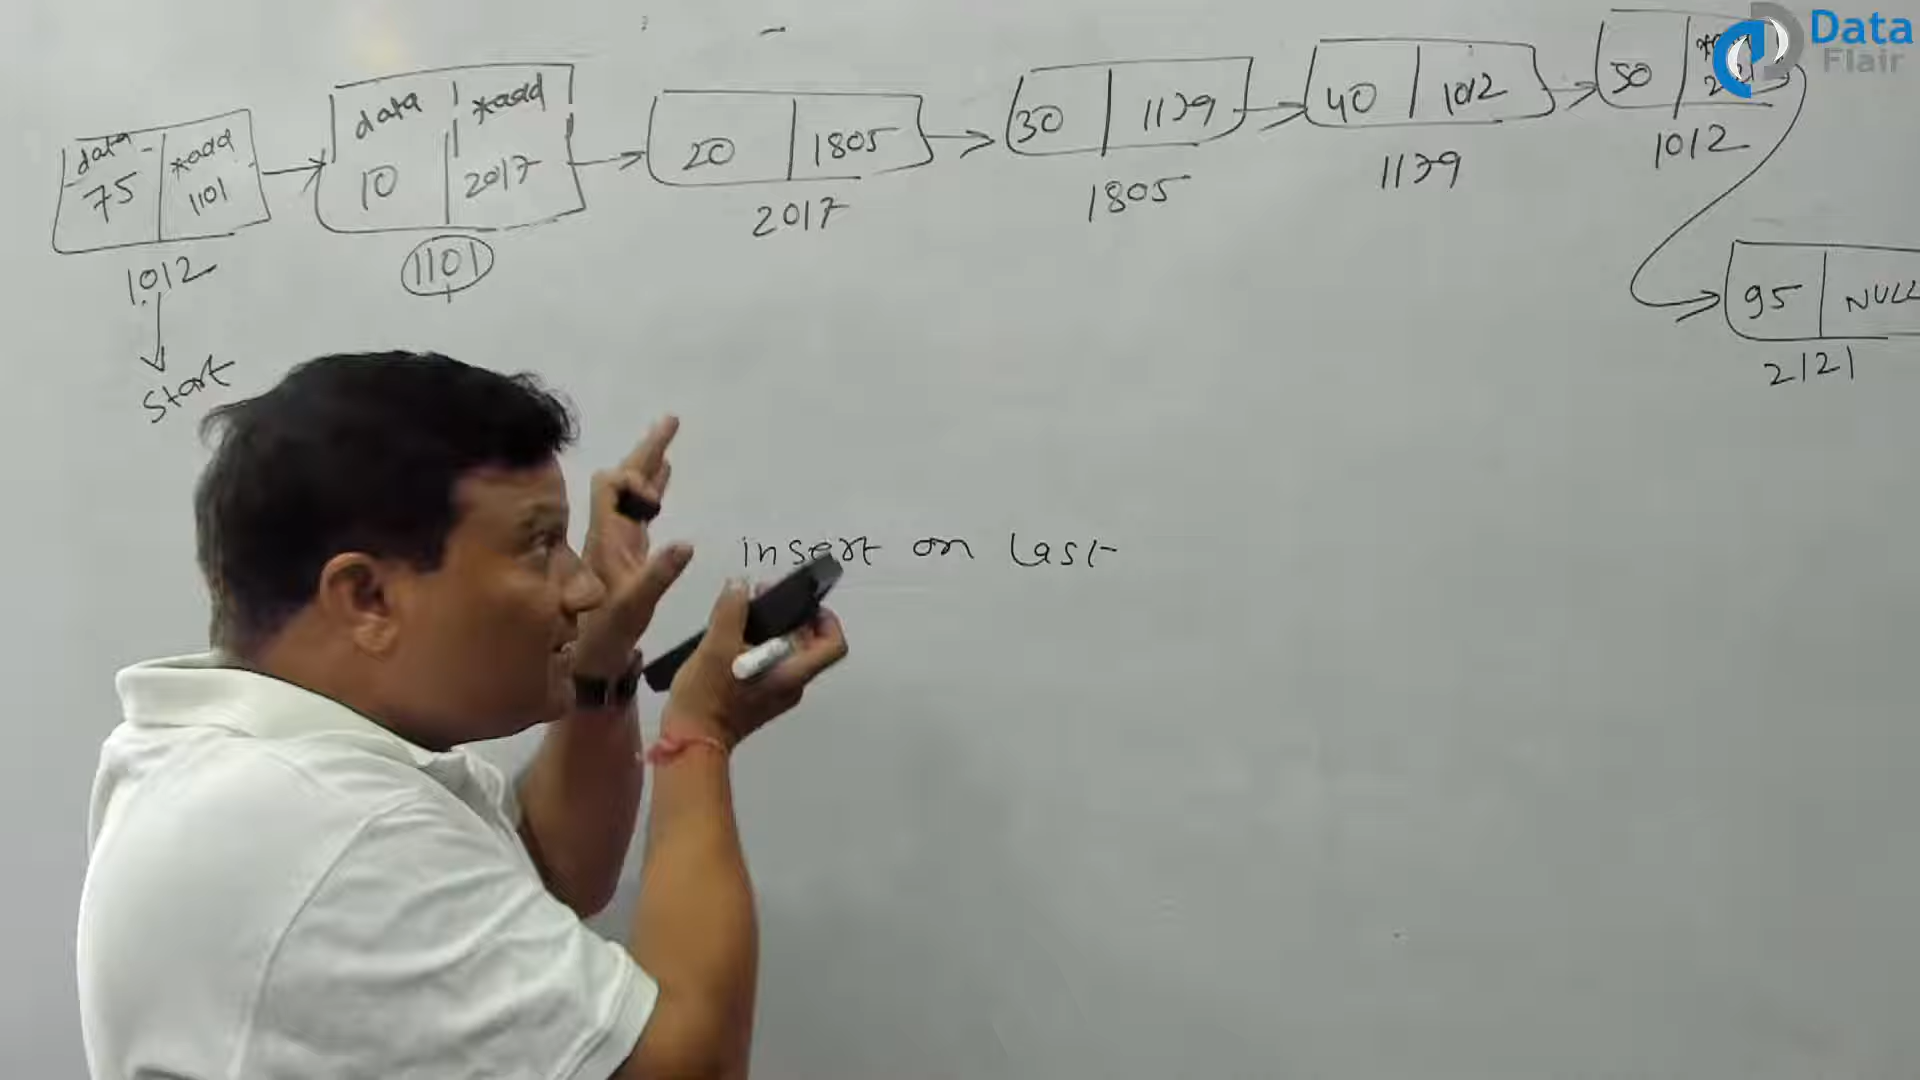 data *add
75 1101
1012
start
data *add
10 2017
1101
20 1805
2017
30 1139
1805
40 1012
1139
50
1012
95 NULL
2121
insert on last
Data
Flair